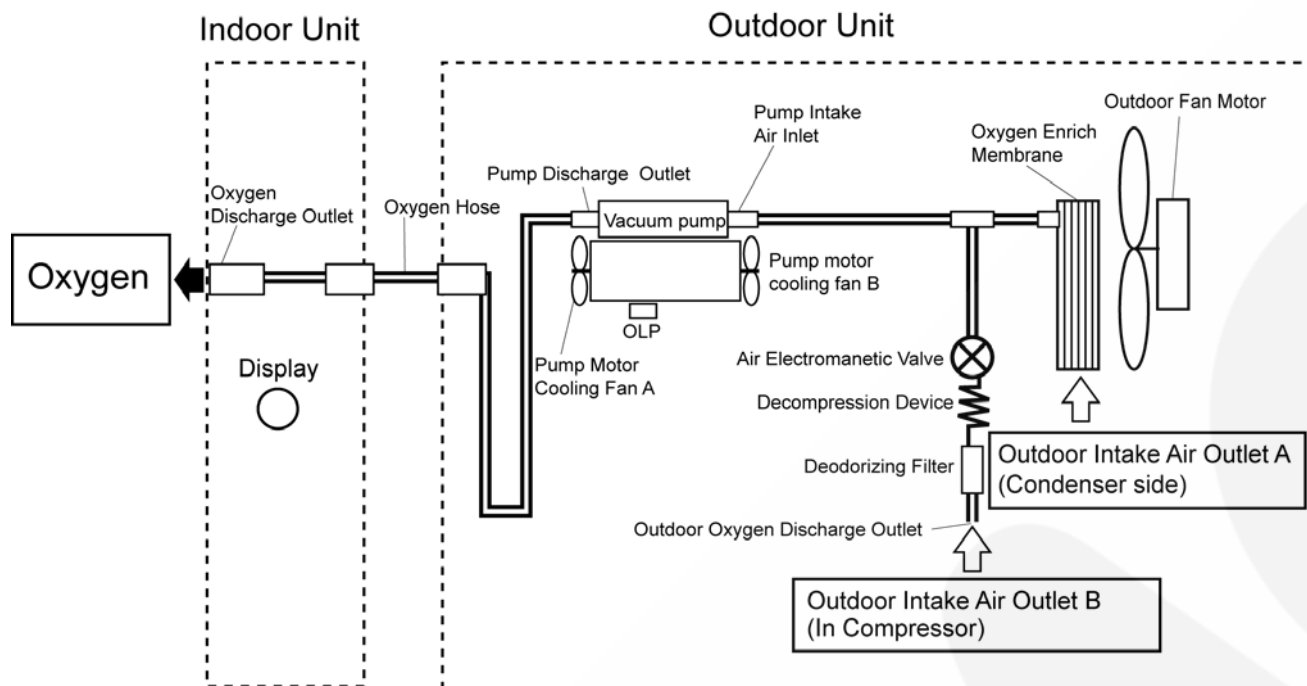 Indoor Unit
Outdoor Unit
Outdoor Fan Motor
Pump Intake
Air Inlet
Oxygen Enrich
Membrane
Pump Discharge Outlet
Oxygen
Discharge Outlet
Oxygen Hose
Vacuum pump
Oxygen
Pump motor
cooling fan B
OLP
Pump Motor
Cooling Fan A
Air Electromanetic Valve
Display
Decompression Device
Deodorizing Filter
Outdoor Intake Air Outlet A
(Condenser side)
Outdoor Oxygen Discharge Outlet
Outdoor Intake Air Outlet B
(In Compressor)